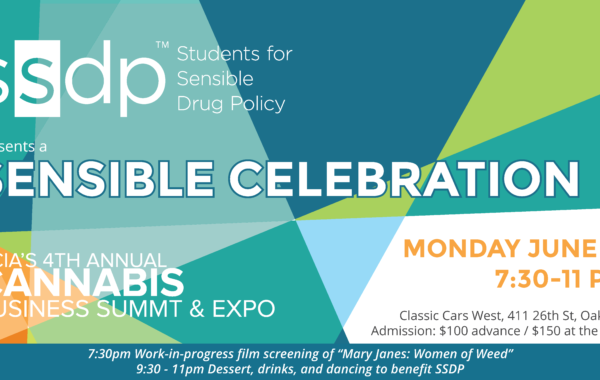 ssdp™
Students for
Sensible
Drug Policy
esents a
SENSIBLE CELEBRATION
CIA'S 4TH ANNUAL
CANNABIS
USINESS SUMMT & EXPO
MONDAY JUNE
7:30-11 P
Classic Cars West, 411 26th St, Oak
Admission: $100 advance / $150 at the
7:30pm Work-in-progress film screening of "Mary Janes: Women of Weed"
9:30 - 11pm Dessert, drinks, and dancing to benefit SSDP